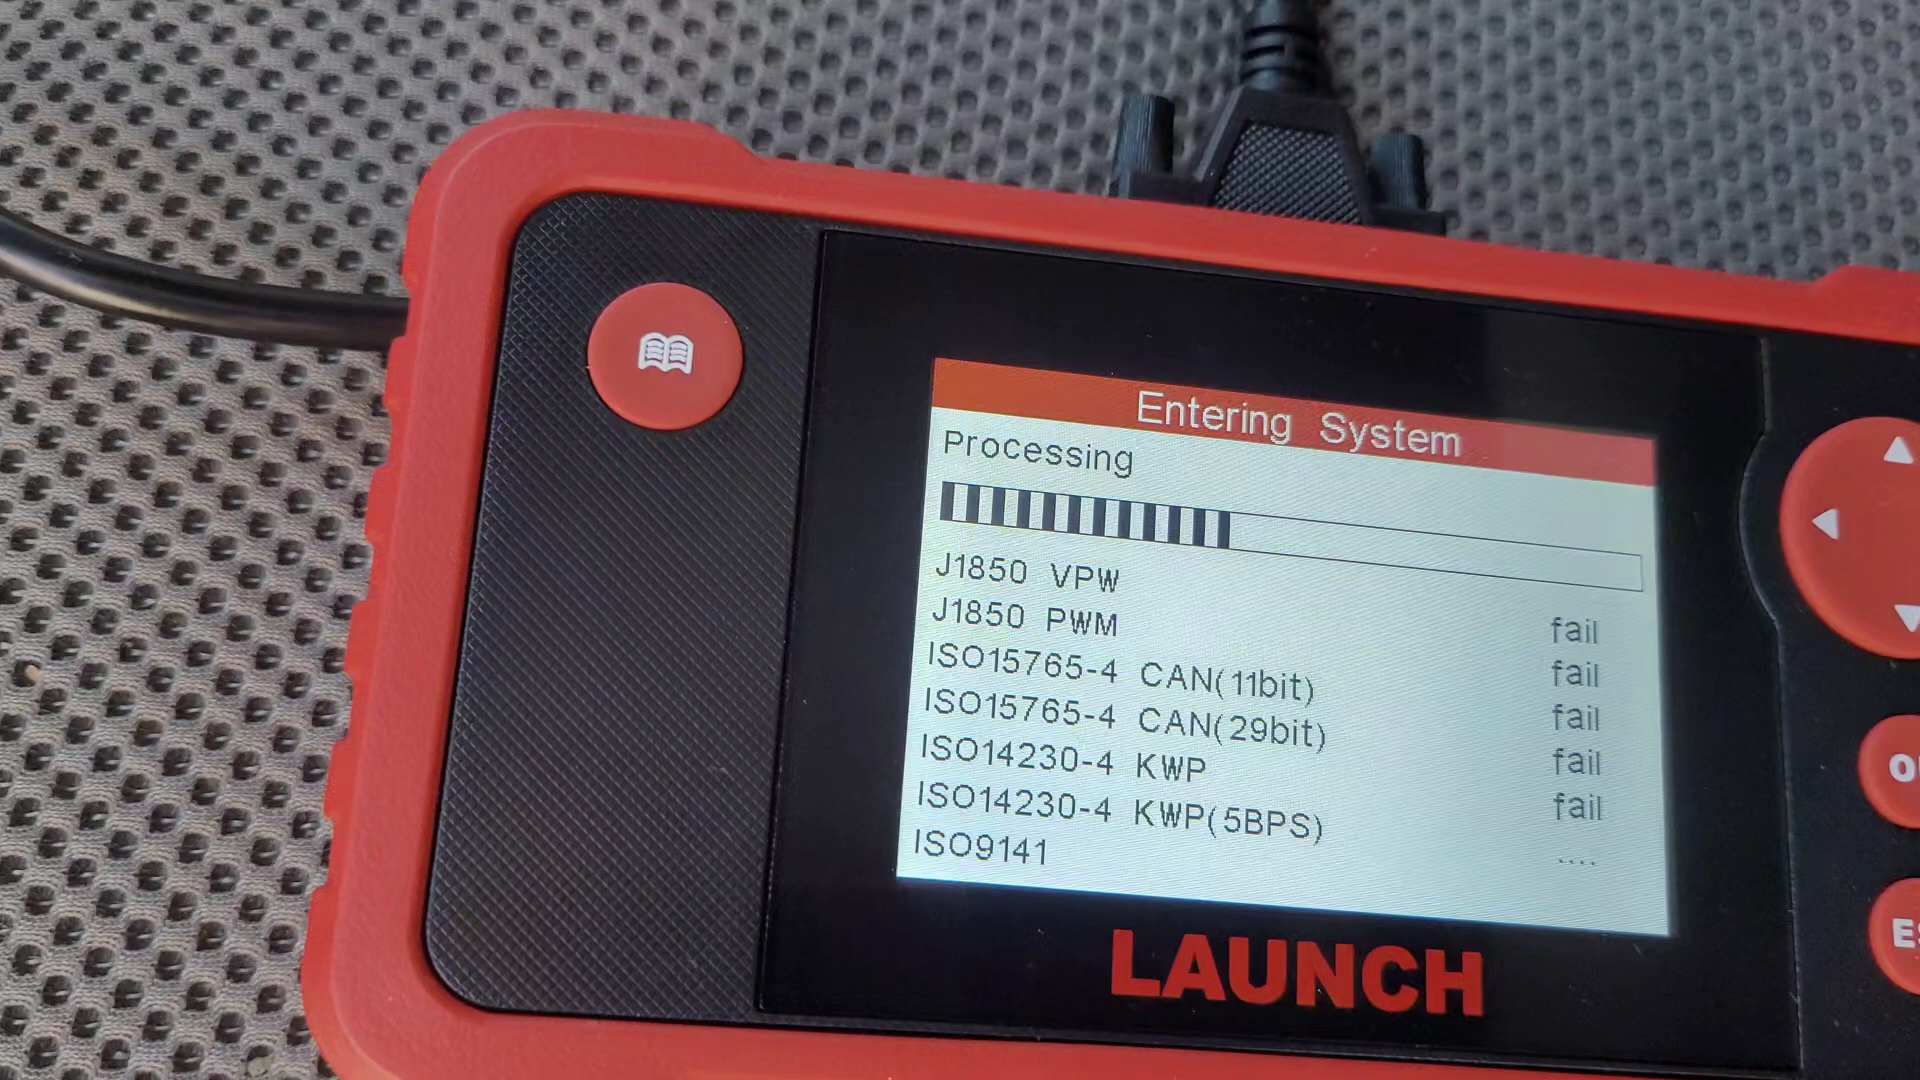 Entering System
Processing
J1850 VPW fail
J1850 PWM fail
ISO15765-4 CAN(11bit) fail
ISO15765-4 CAN(29bit) fail
ISO14230-4 KWP fail
ISO14230-4 KWP(5BPS) ....
ISO9141
LAUNCH